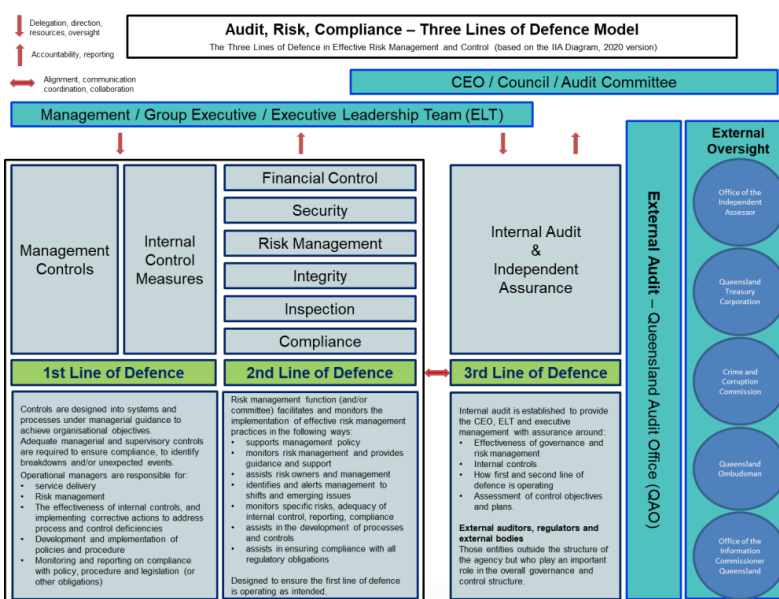 Delegation, direction,
resources, oversight
Accountability, reporting
Alignment, communication
coordination, collaboration
Audit, Risk, Compliance – Three Lines of Defence Model
The Three Lines of Defence in Effective Risk Management and Control (based on the IIA Diagram, 2020 version)
CEO / Council / Audit Committee
Management / Group Executive / Executive Leadership Team (ELT)
Management
Controls
Internal
Control
Measures
Financial Control
Security
Risk Management
Integrity
Inspection
Compliance
Internal Audit
&
Independent
Assurance
1st Line of Defence
2nd Line of Defence
3rd Line of Defence
Controls are designed into systems and
processes under managerial guidance to
achieve organisational objectives.
Adequate managerial and supervisory controls
are required to ensure compliance, to identify
breakdowns and/or unexpected events.
Operational managers are responsible for:
• service delivery
• Risk management
• The effectiveness of internal controls, and
implementing corrective actions to address
process and control deficiencies
• Development and implementation of
policies and procedure
• Monitoring and reporting on compliance
with policy, procedure and legislation (or
other obligations)
Risk management function (and/or
committee) facilitates and monitors the
implementation of effective risk management
practices in the following ways:
• supports management policy
• monitors risk management and provides
guidance and support
• assists risk owners and management
• identifies and alerts management to
shifts and emerging issues
• monitors specific risks, adequacy of
internal control, reporting, compliance
• assists in the development of processes
and controls
• assists in ensuring compliance with all
regulatory obligations
Designed to ensure the first line of defence
is operating as intended.
Internal audit is established to provide
the CEO, ELT and executive
management with assurance around:
• Effectiveness of governance and
risk management
• Internal controls
• How first and second line of
defence is operating
• Assessment of control objectives
and plans.
External auditors, regulators and
external bodies
Those entities outside the structure of
the agency but who play an important
role in the overall governance and
control structure.
External Audit – Queensland Audit Office (QAO)
External
Oversight
Office of the
Independent
Assessor
Queensland
Treasury
Corporation
Crime and
Corruption
Commission
Queensland
Ombudsman
Office of the
Information
Commissioner
Queensland